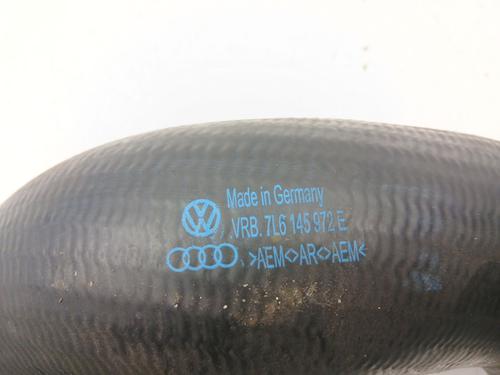 Made in Germany
VRB. 7L6 145 972 E
>AEM<>AR<>AEM<